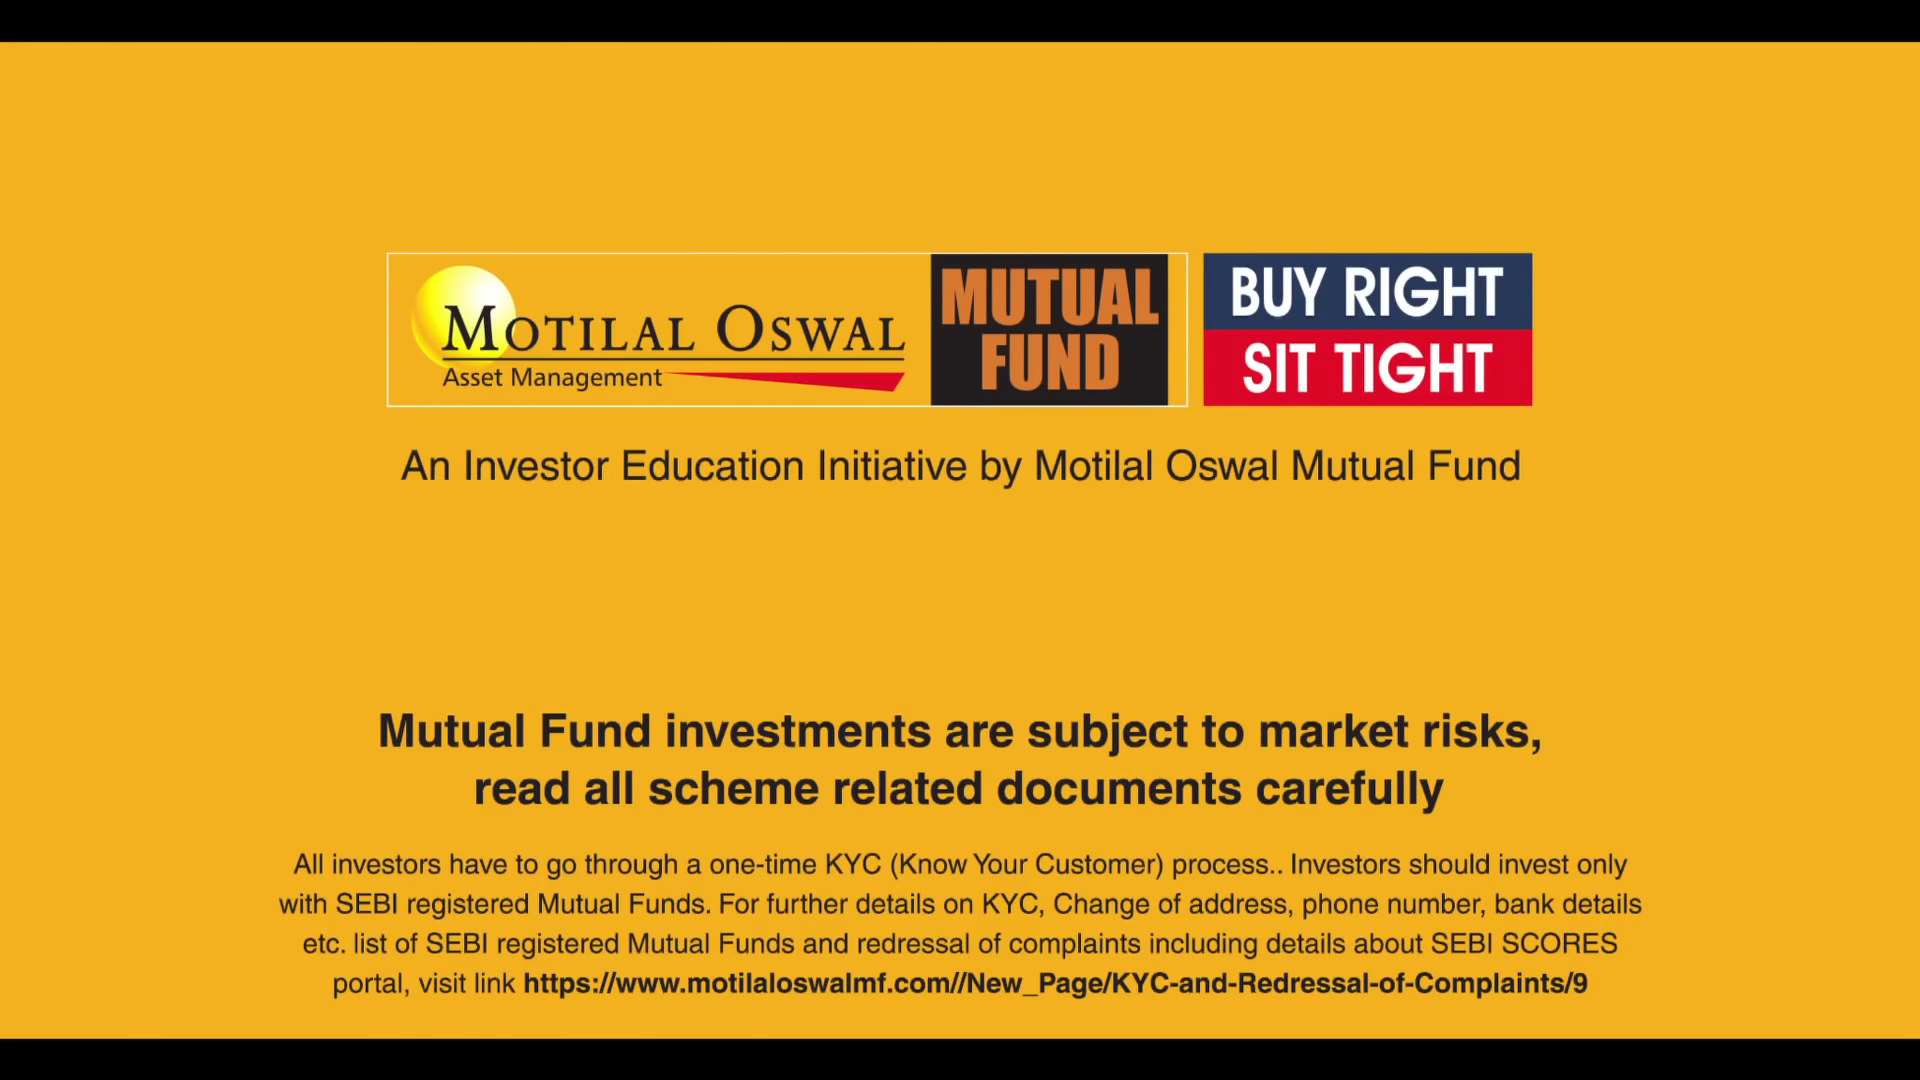 MOTILAL OSWAL
Asset Management
MUTUAL
FUND
BUY RIGHT
SIT TIGHT
An Investor Education Initiative by Motilal Oswal Mutual Fund
Mutual Fund investments are subject to market risks,
read all scheme related documents carefully
All investors have to go through a one-time KYC (Know Your Customer) process.. Investors should invest only
with SEBI registered Mutual Funds. For further details on KYC, Change of address, phone number, bank details
etc. list of SEBI registered Mutual Funds and redressal of complaints including details about SEBI SCORES
portal, visit link https://www.motilaloswalmf.com//New_Page/KYC-and-Redressal-of-Complaints/9